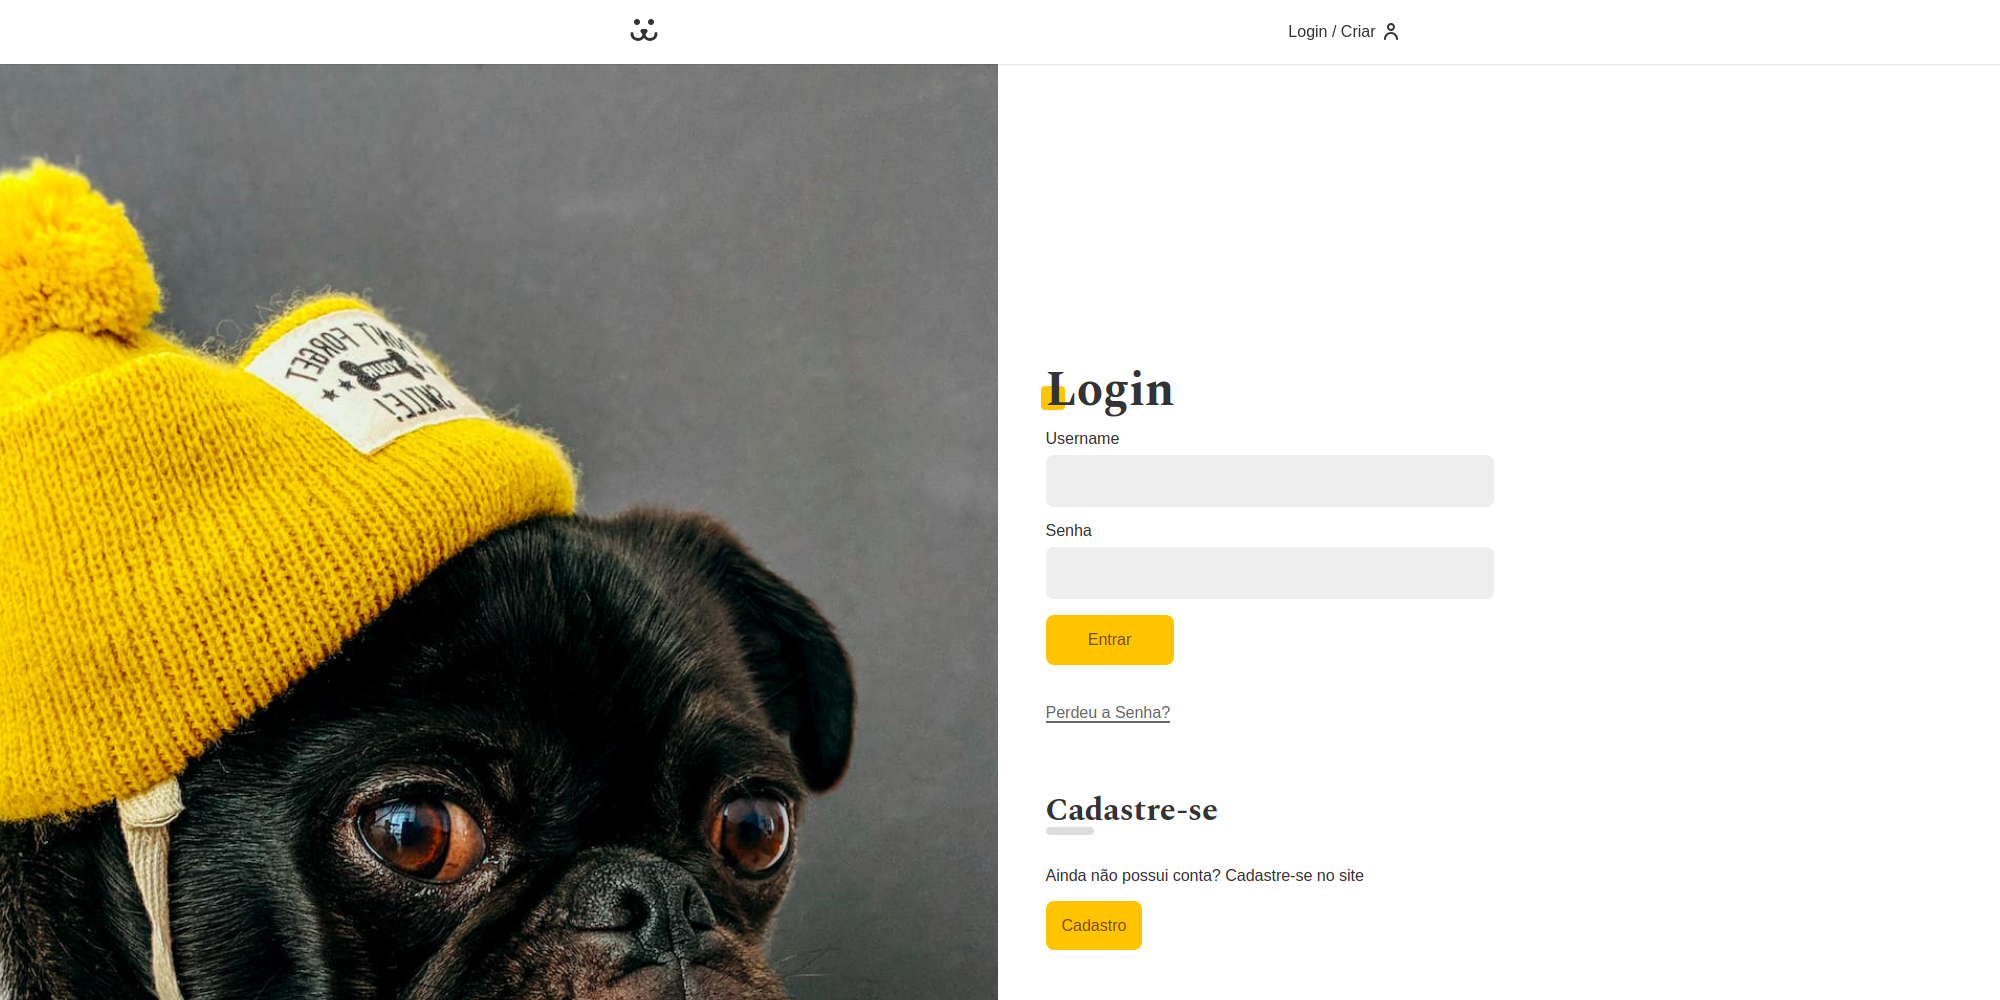 Login / Criar
DON'T FORGET
YOUR
SMILE!
Login
Username
Senha
Entrar
Perdeu a Senha?
Cadastre-se
Ainda não possui conta? Cadastre-se no site
Cadastro